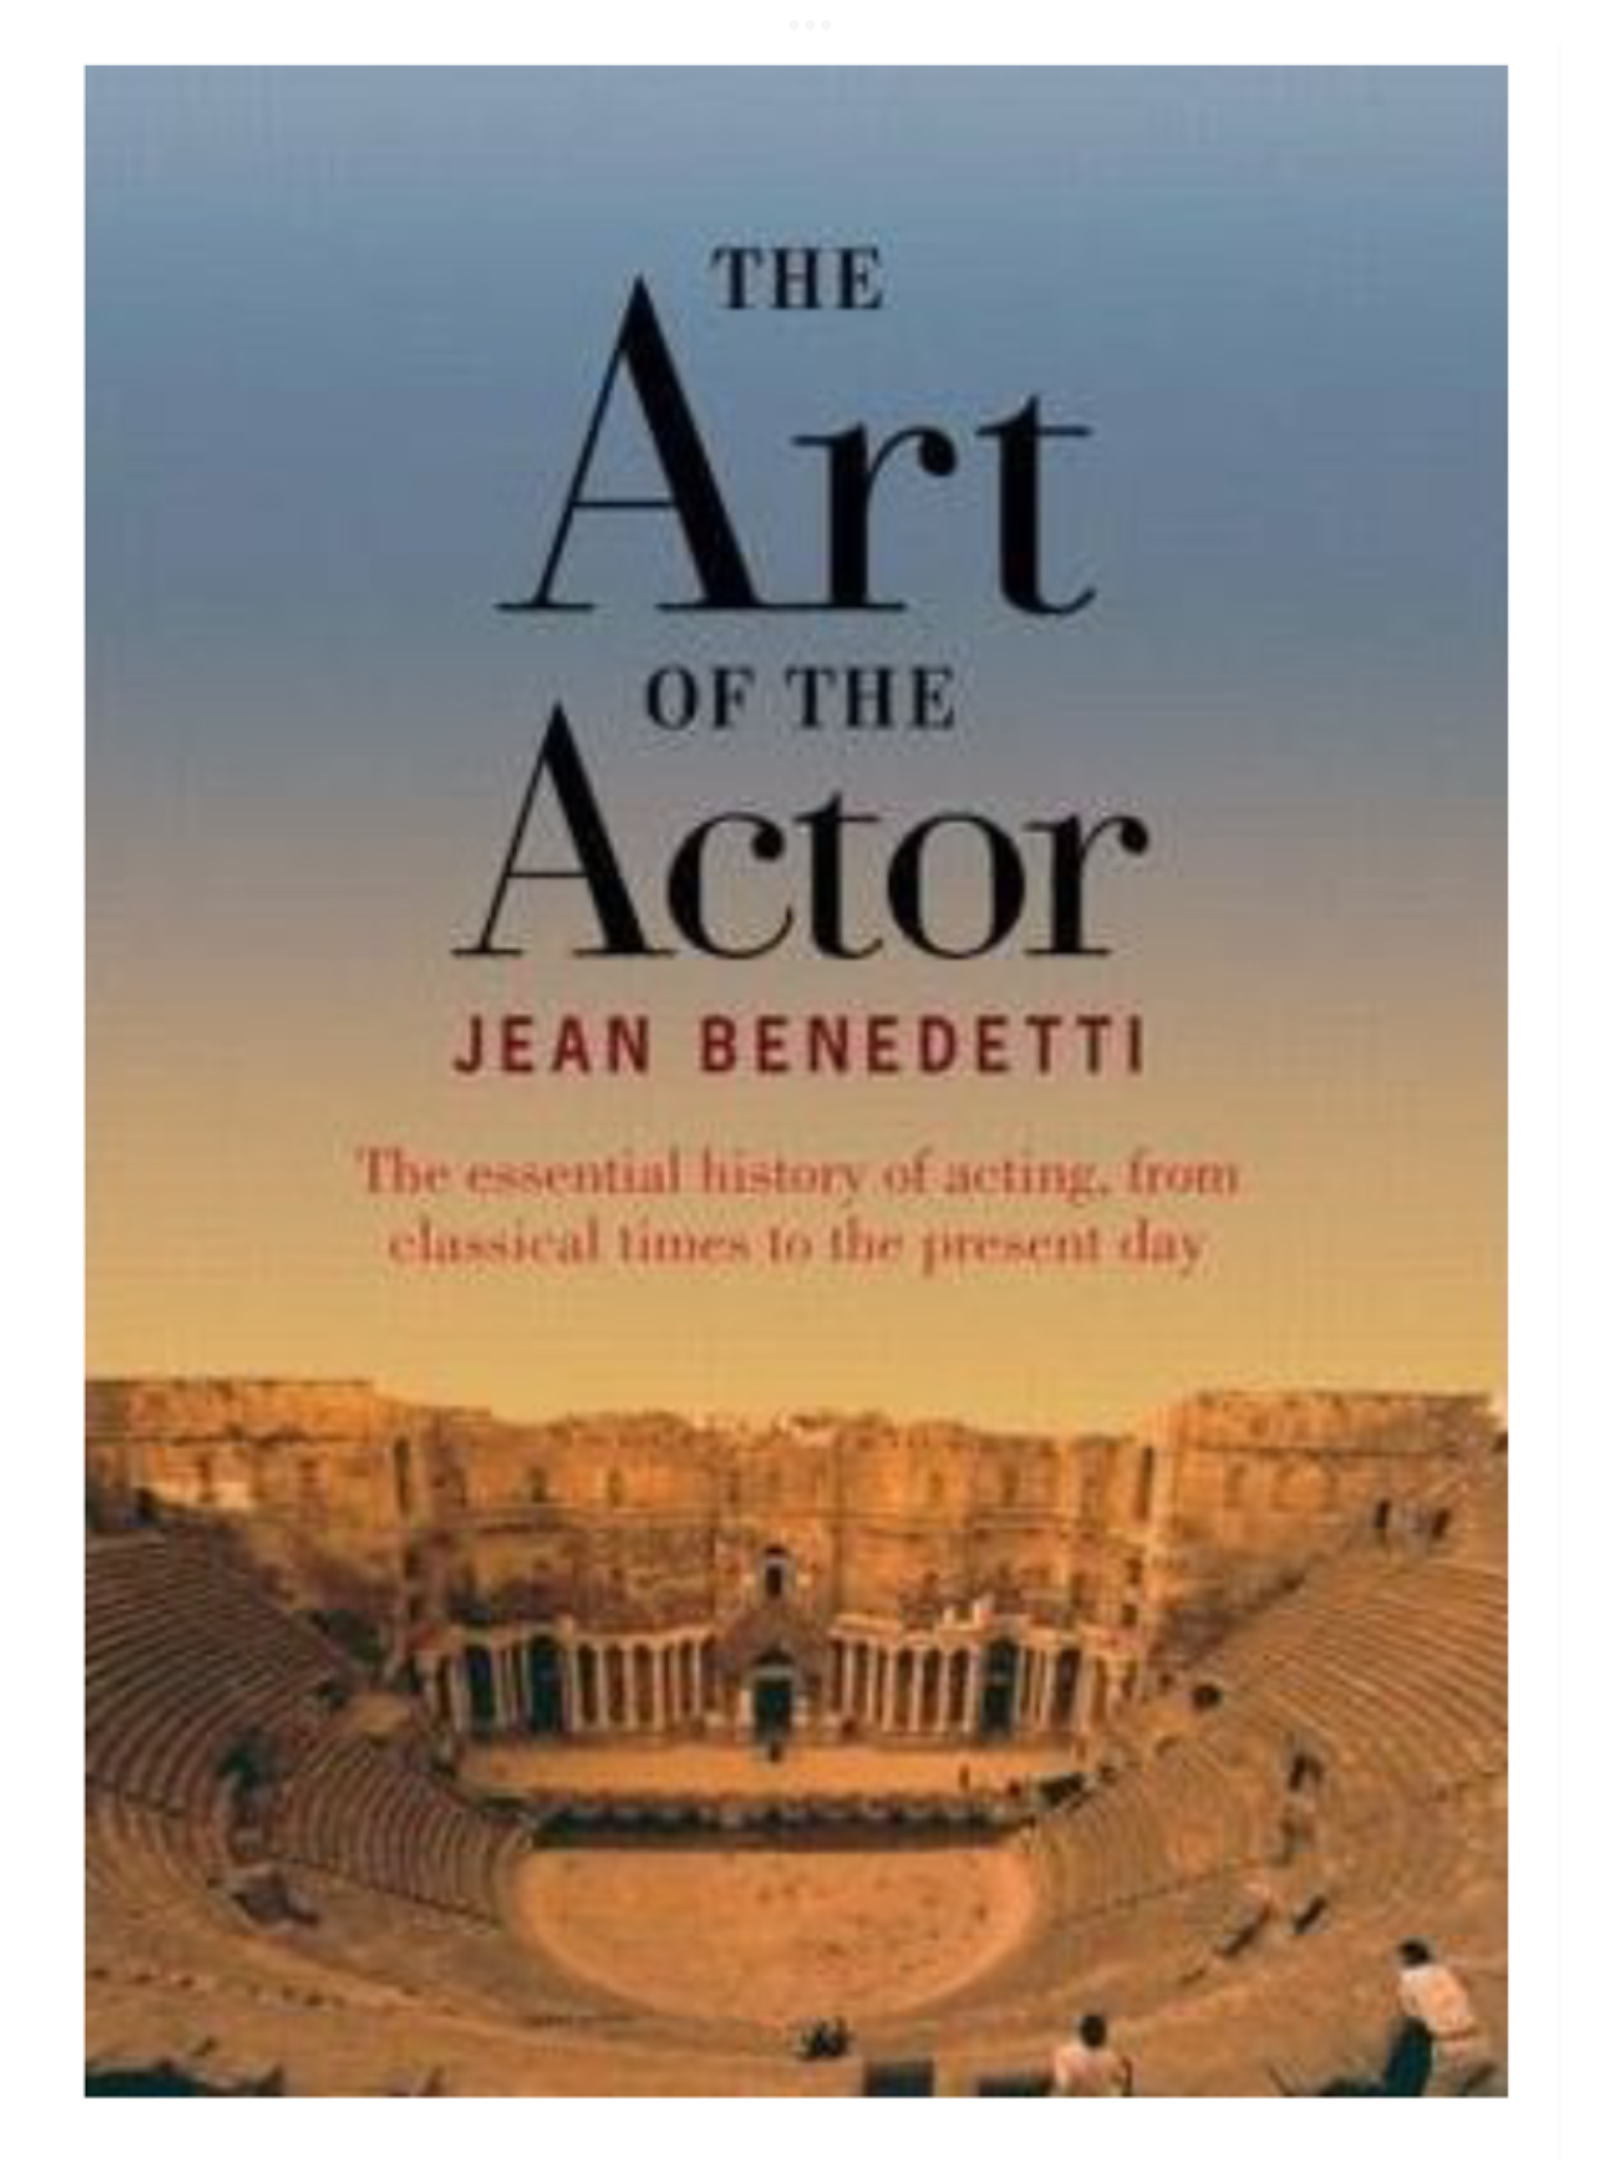 THE
Art
OF THE
Actor
JEAN BENEDETTI
The essential history of acting, from
classical times to the present day